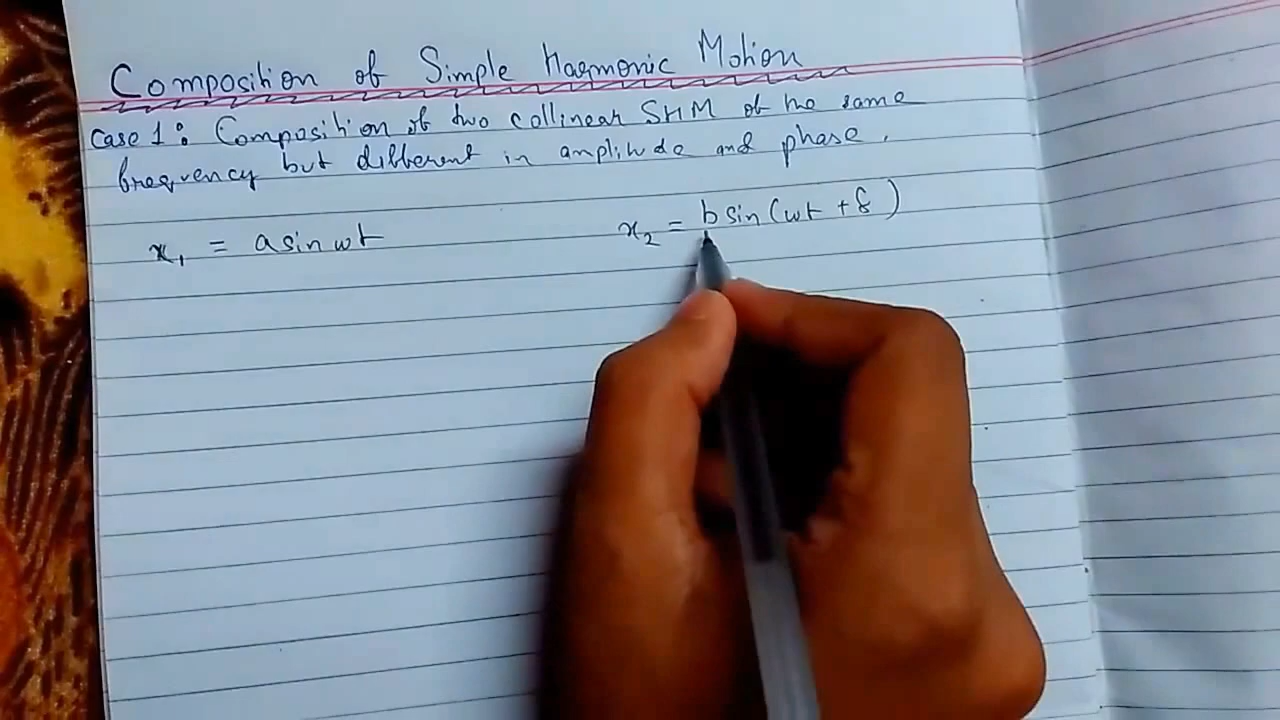 Composition of Simple Harmonic Motion
Case 1: Composition of two collinear SHM of the same
frequency but different in amplitude and phase.
x₁ = a sin ωt
x₂ = b sin (ωt + δ)